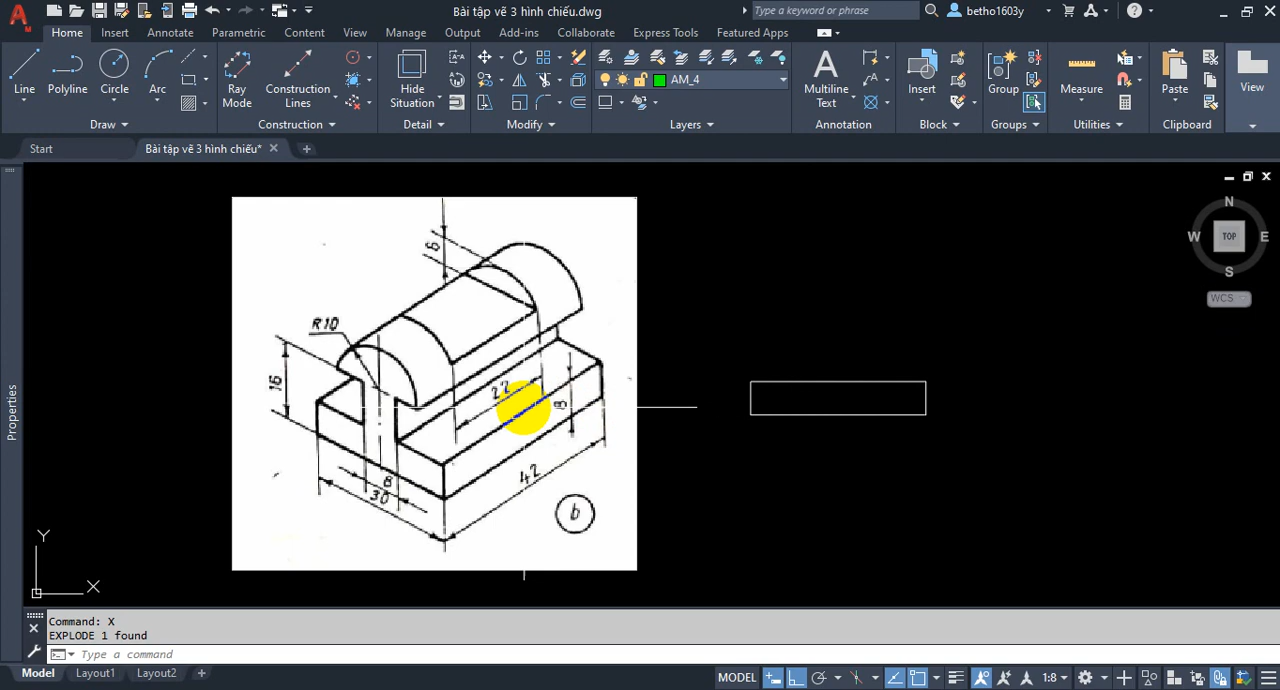 Bài tập vẽ 3 hình chiếu.dwg
Type a keyword or phrase
betho1603y
Home Insert Annotate Parametric Content View Manage Output Add-ins Collaborate Express Tools Featured Apps
Line Polyline Circle Arc
Ray Mode
Construction Lines
Hide Situation
AM_4
Multiline Text
Insert
Group
Measure
Paste
View
Draw Construction Detail Modify Layers Annotation Block Groups Utilities Clipboard
Start
Bài tập vẽ 3 hình chiếu*
N
W TOP E
S
WCS
Properties
6
R10
16
22
8
42
8
30
b
Y
X
Command: X
EXPLODE 1 found
Type a command
Model Layout1 Layout2
MODEL
1:8